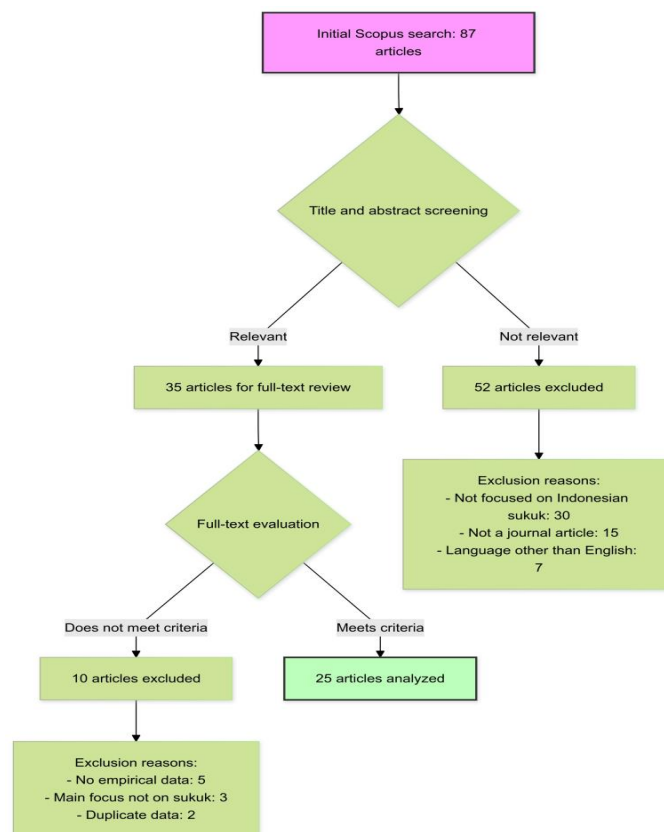 Initial Scopus search: 87
articles
Title and abstract screening
Relevant
Not relevant
35 articles for full-text review
52 articles excluded
Exclusion reasons:
- Not focused on Indonesian
sukuk: 30
- Not a journal article: 15
- Language other than English:
7
Full-text evaluation
Does not meet criteria
Meets criteria
10 articles excluded
25 articles analyzed
Exclusion reasons:
- No empirical data: 5
- Main focus not on sukuk: 3
- Duplicate data: 2